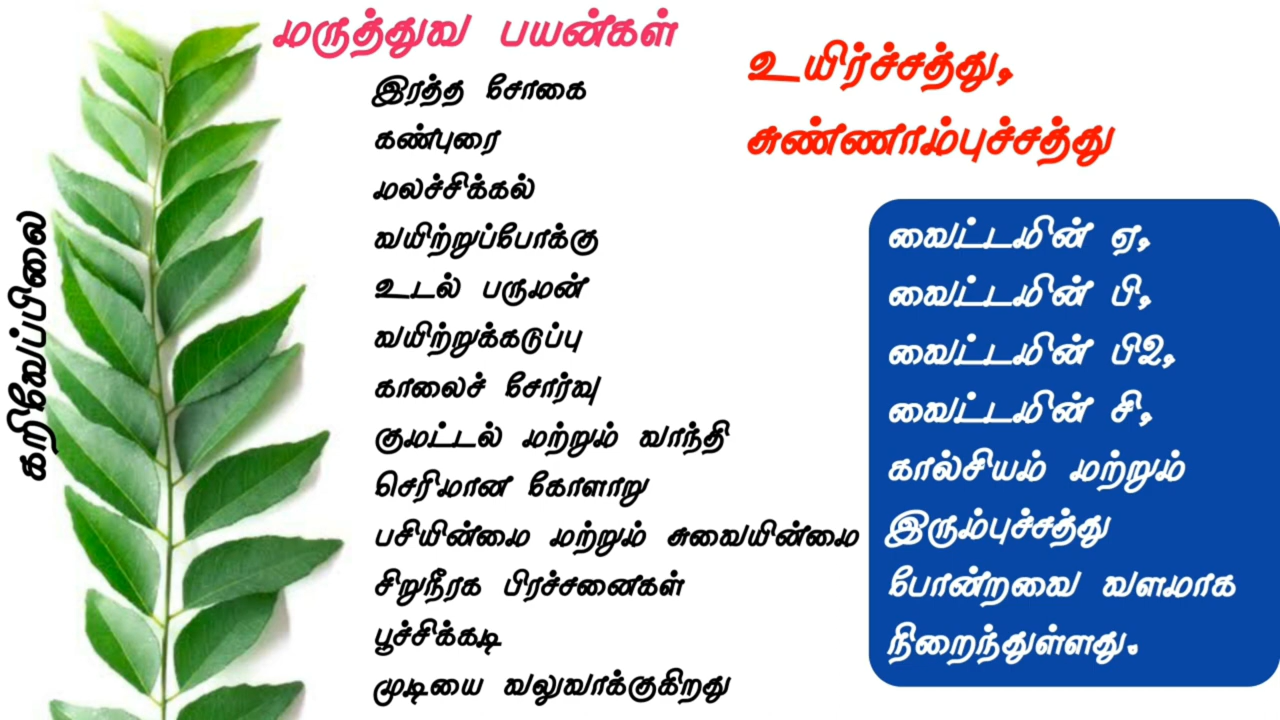 மருத்துவ பயன்கள்
இரத்த சோகை
கண்புரை
மலச்சிக்கல்
வயிற்றுப்போக்கு
உடல் பருமன்
வயிற்றுக்கடுப்பு
காலைச் சோர்வு
குமட்டல் மற்றும் வாந்தி
செரிமான கோளாறு
பசியின்மை மற்றும் சுவையின்மை
சிறுநீரக பிரச்சனைகள்
பூச்சிக்கடி
முடியை வலுவாக்குகிறது
கறிவேப்பிலை
உயிர்ச்சத்து,
சுண்ணாம்புச்சத்து
வைட்டமின் ஏ,
வைட்டமின் பி,
வைட்டமின் பி2,
வைட்டமின் சி,
கால்சியம் மற்றும்
இரும்புச்சத்து
போன்றவை வளமாக
நிறைந்துள்ளது.